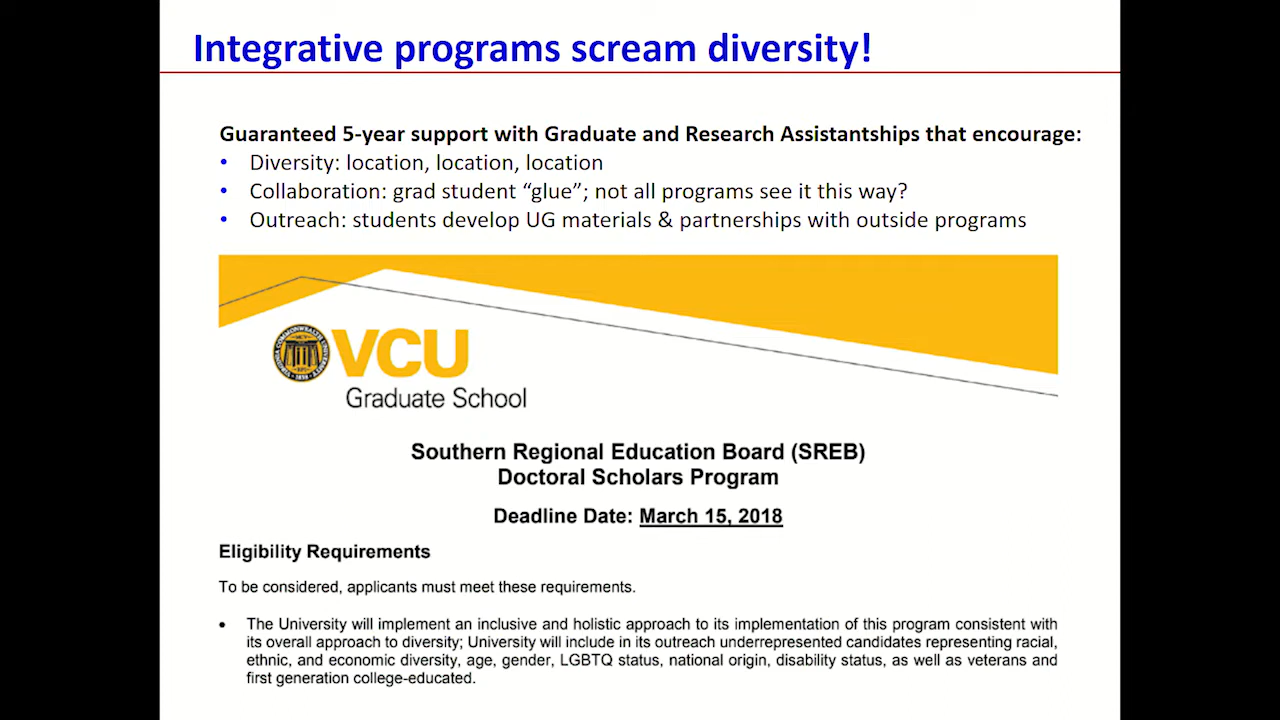 Integrative programs scream diversity!
Guaranteed 5-year support with Graduate and Research Assistantships that encourage:
• Diversity: location, location, location
• Collaboration: grad student “glue”; not all programs see it this way?
• Outreach: students develop UG materials & partnerships with outside programs
VCU
Graduate School
Southern Regional Education Board (SREB)
Doctoral Scholars Program
Deadline Date: March 15, 2018
Eligibility Requirements
To be considered, applicants must meet these requirements.
• The University will implement an inclusive and holistic approach to its implementation of this program consistent with
its overall approach to diversity; University will include in its outreach underrepresented candidates representing racial,
ethnic, and economic diversity, age, gender, LGBTQ status, national origin, disability status, as well as veterans and
first generation college-educated.